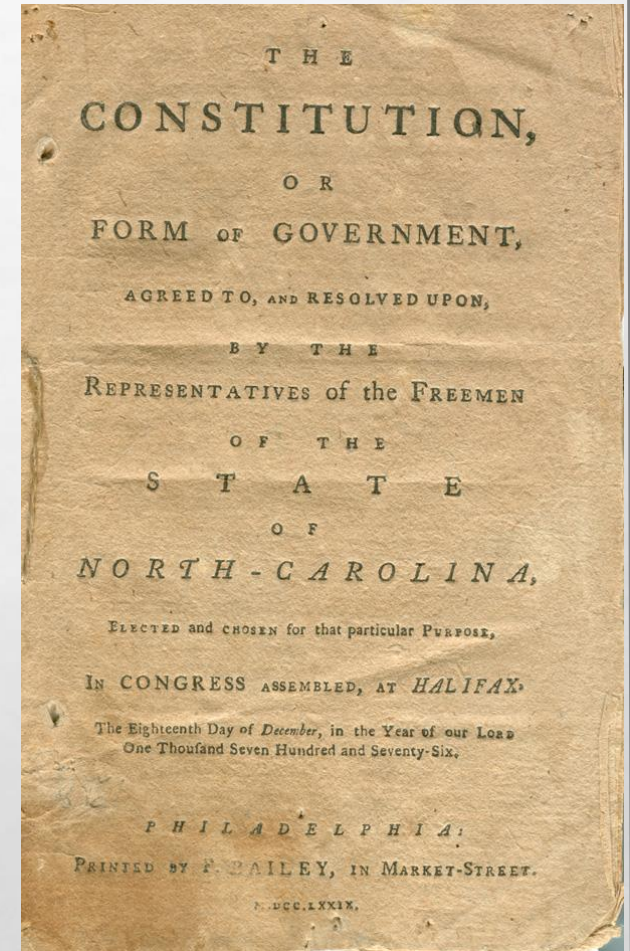 THE
CONSTITUTION,
OR
FORM OF GOVERNMENT,
AGREED TO, AND RESOLVED UPON,
BY THE
REPRESENTATIVES of the FREEMEN
OF THE
STATE
OF
NORTH-CAROLINA,
ELECTED and CHOSEN for that particular PURPOSE,
IN CONGRESS ASSEMBLED, AT HALIFAX,
The Eighteenth Day of December, in the Year of our LORD
One Thouſand Seven Hundred and Seventy-Six.
PHILADELPHIA:
PRINTED BY F. BAILEY, IN MARKET-STREET.
M.DCC.LXXIX.